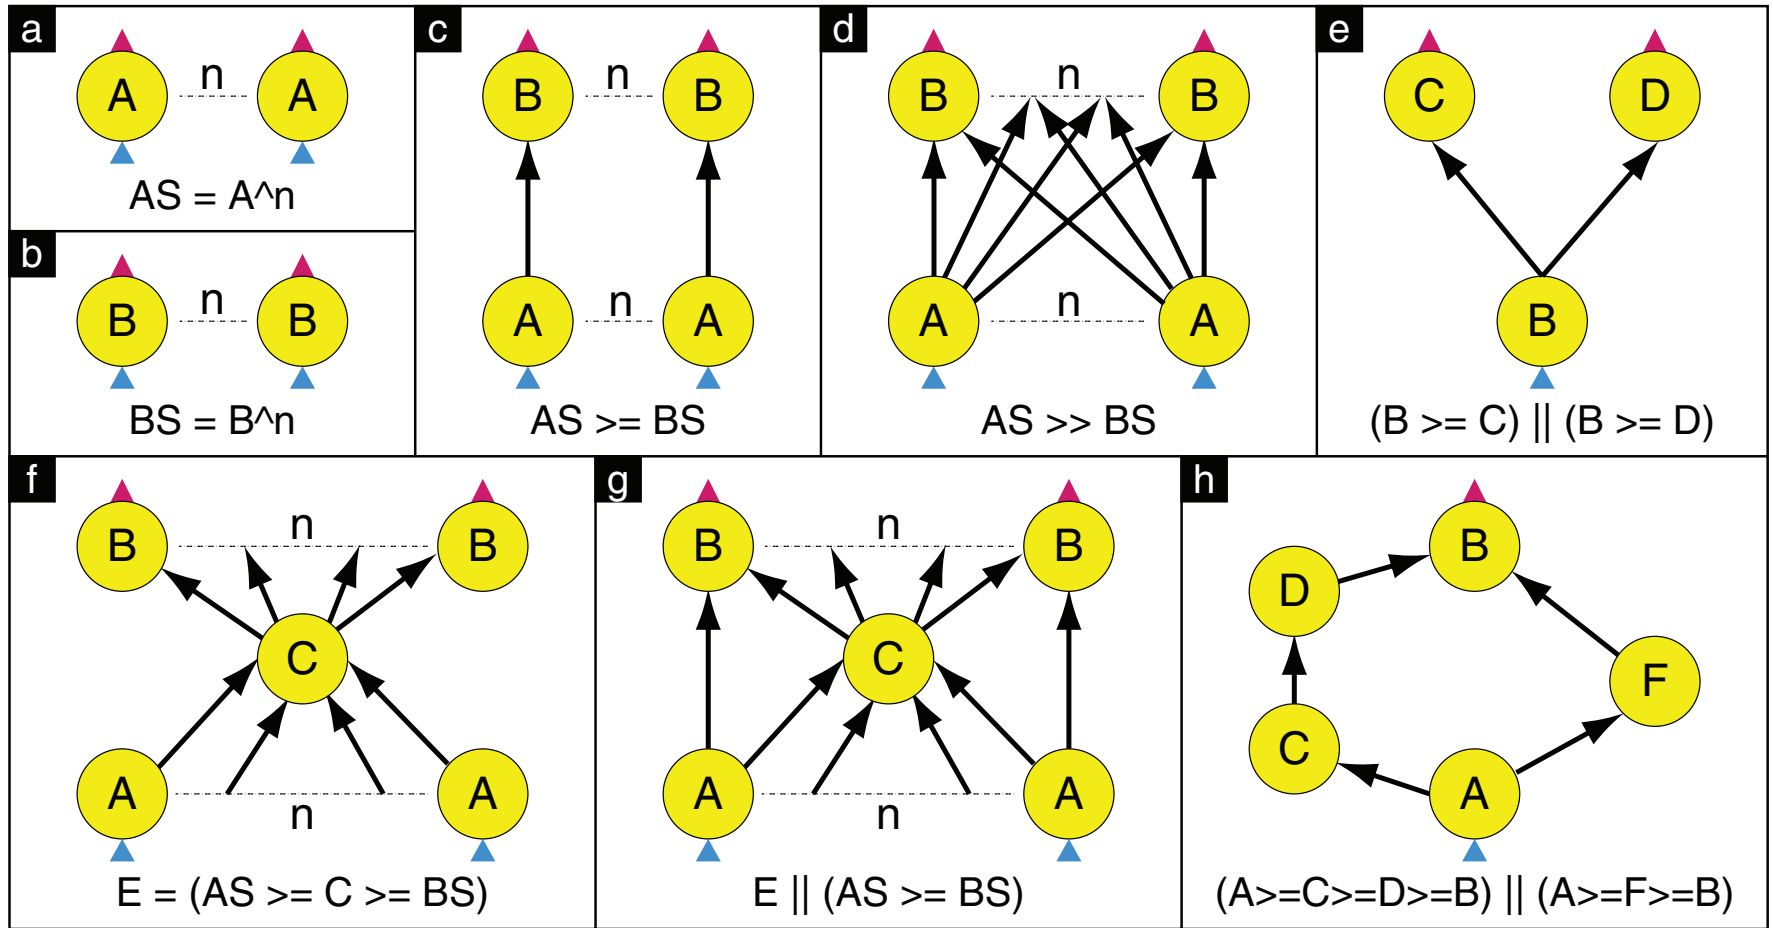 a
A n A
AS = A^n
b
B n B
BS = B^n
c
B n B
A n A
AS >= BS
d
B n B
A n A
AS >> BS
e
C D
B
(B >= C) || (B >= D)
f
B n B
C
A n A
E = (AS >= C >= BS)
g
B n B
C
A n A
E || (AS >= BS)
h
B
D
F
C
A
(A>=C>=D>=B) || (A>=F>=B)